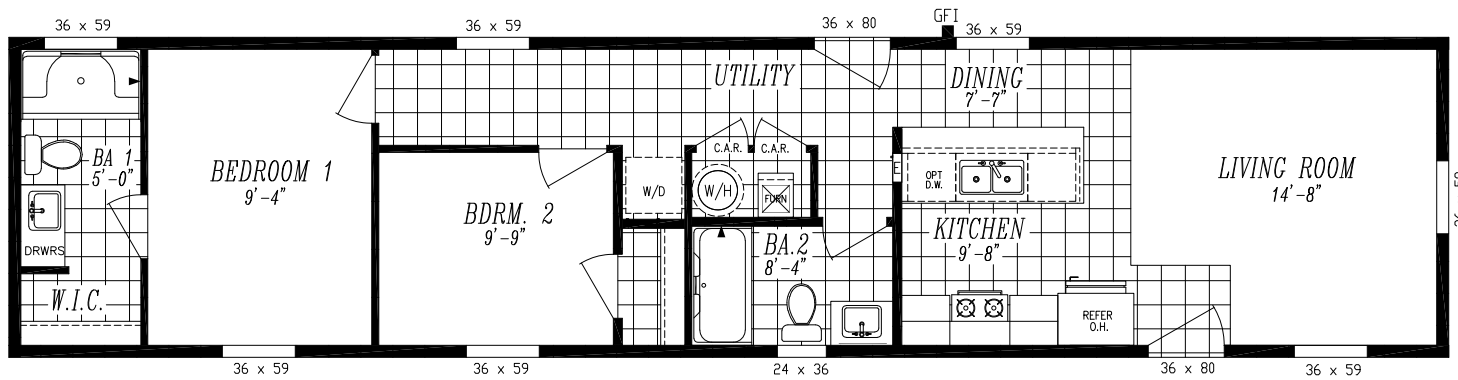 36 x 59
36 x 59
36 x 80
GFI
36 x 59
UTILITY
DINING
7'-7"
BA 1
5'-0"
BEDROOM 1
9'-4"
C.A.R.
C.A.R.
LIVING ROOM
14'-8"
E
OPT
D.W.
W/D
W/H
FURN
BDRM. 2
9'-9"
DRWRS
BA.2
8'-4"
KITCHEN
9'-8"
W.I.C.
REFER
O.H.
36 x 59
36 x 59
24 x 36
36 x 80
36 x 59